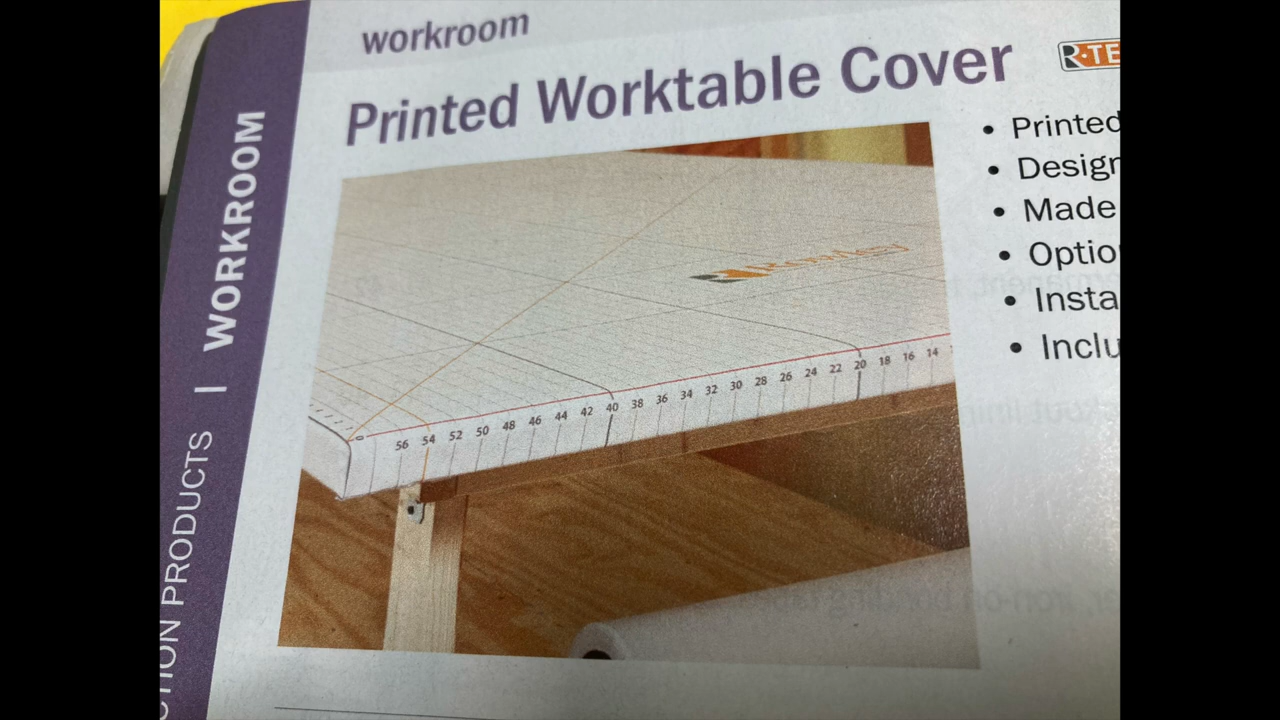 workroom
Printed Worktable Cover
R•TE
• Printed
• Design
• Made
• Optio
• Insta
• Inclu
Rowley
56 54 52 50 48 46 44 42 40 38 36 34 32 30 28 26 24 22 20 18 16 14
CTION PRODUCTS | WORKROOM